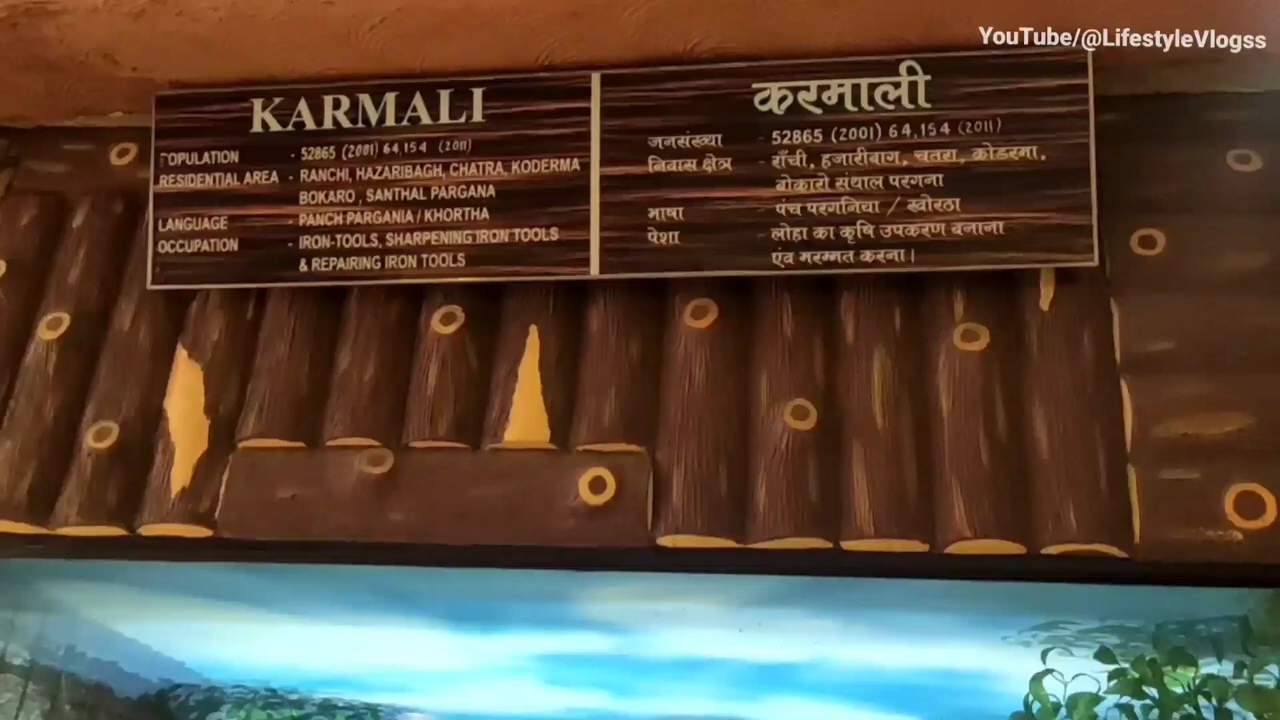 YouTube/@LifestyleVlogss
KARMALI
POPULATION - 52865 (2001) 64,154 (2011)
RESIDENTIAL AREA - RANCHI, HAZARIBAGH, CHATRA, KODERMA
BOKARO , SANTHAL PARGANA
LANGUAGE - PANCH PARGANIA / KHORTHA
OCCUPATION - IRON-TOOLS, SHARPENING IRON TOOLS
& REPAIRING IRON TOOLS
करमाली
जनसंख्या - 52865 (2001) 64,154 (2011)
निवास क्षेत्र - राँची, हजारीबाग, चतरा, कोडरमा,
बोकारो संथाल परगना
भाषा - पंच परगनिया / खोरठा
पेशा - लोहा का कृषि उपकरण बनाना
एंव मरम्मत करना।